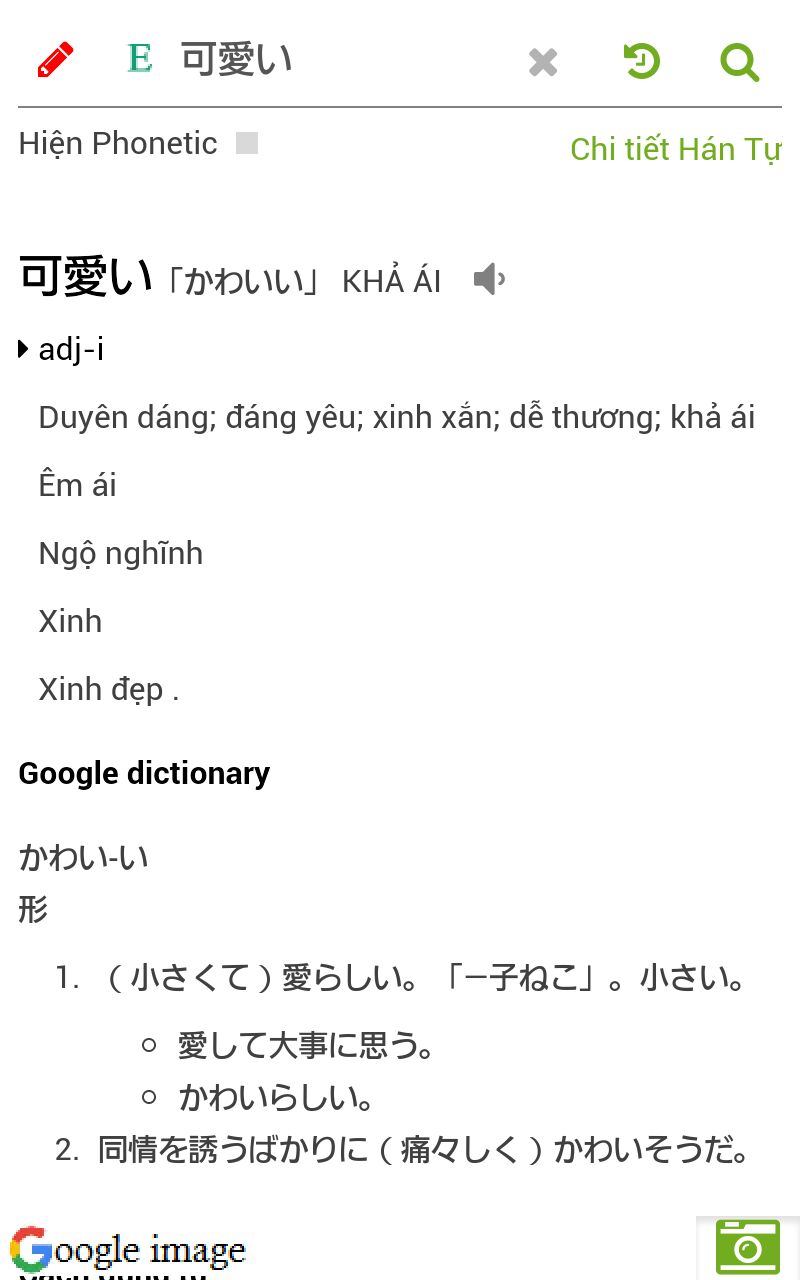 E 可愛い
Hiện Phonetic
Chi tiết Hán Tự
可愛い「かわいい」 KHẢ ÁI
adj-i
Duyên dáng; đáng yêu; xinh xắn; dễ thương; khả ái
Êm ái
Ngộ nghĩnh
Xinh
Xinh đẹp .
Google dictionary
かわい-い
形
1. （小さくて）愛らしい。「―子ねこ」。小さい。
愛して大事に思う。
かわいらしい。
2. 同情を誘うばかりに（痛々しく）かわいそうだ。
Google image